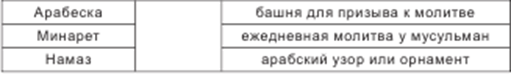 Арабеска башня для призыва к молитве
Минарет ежедневная молитва у мусульман
Намаз арабский узор или орнамент